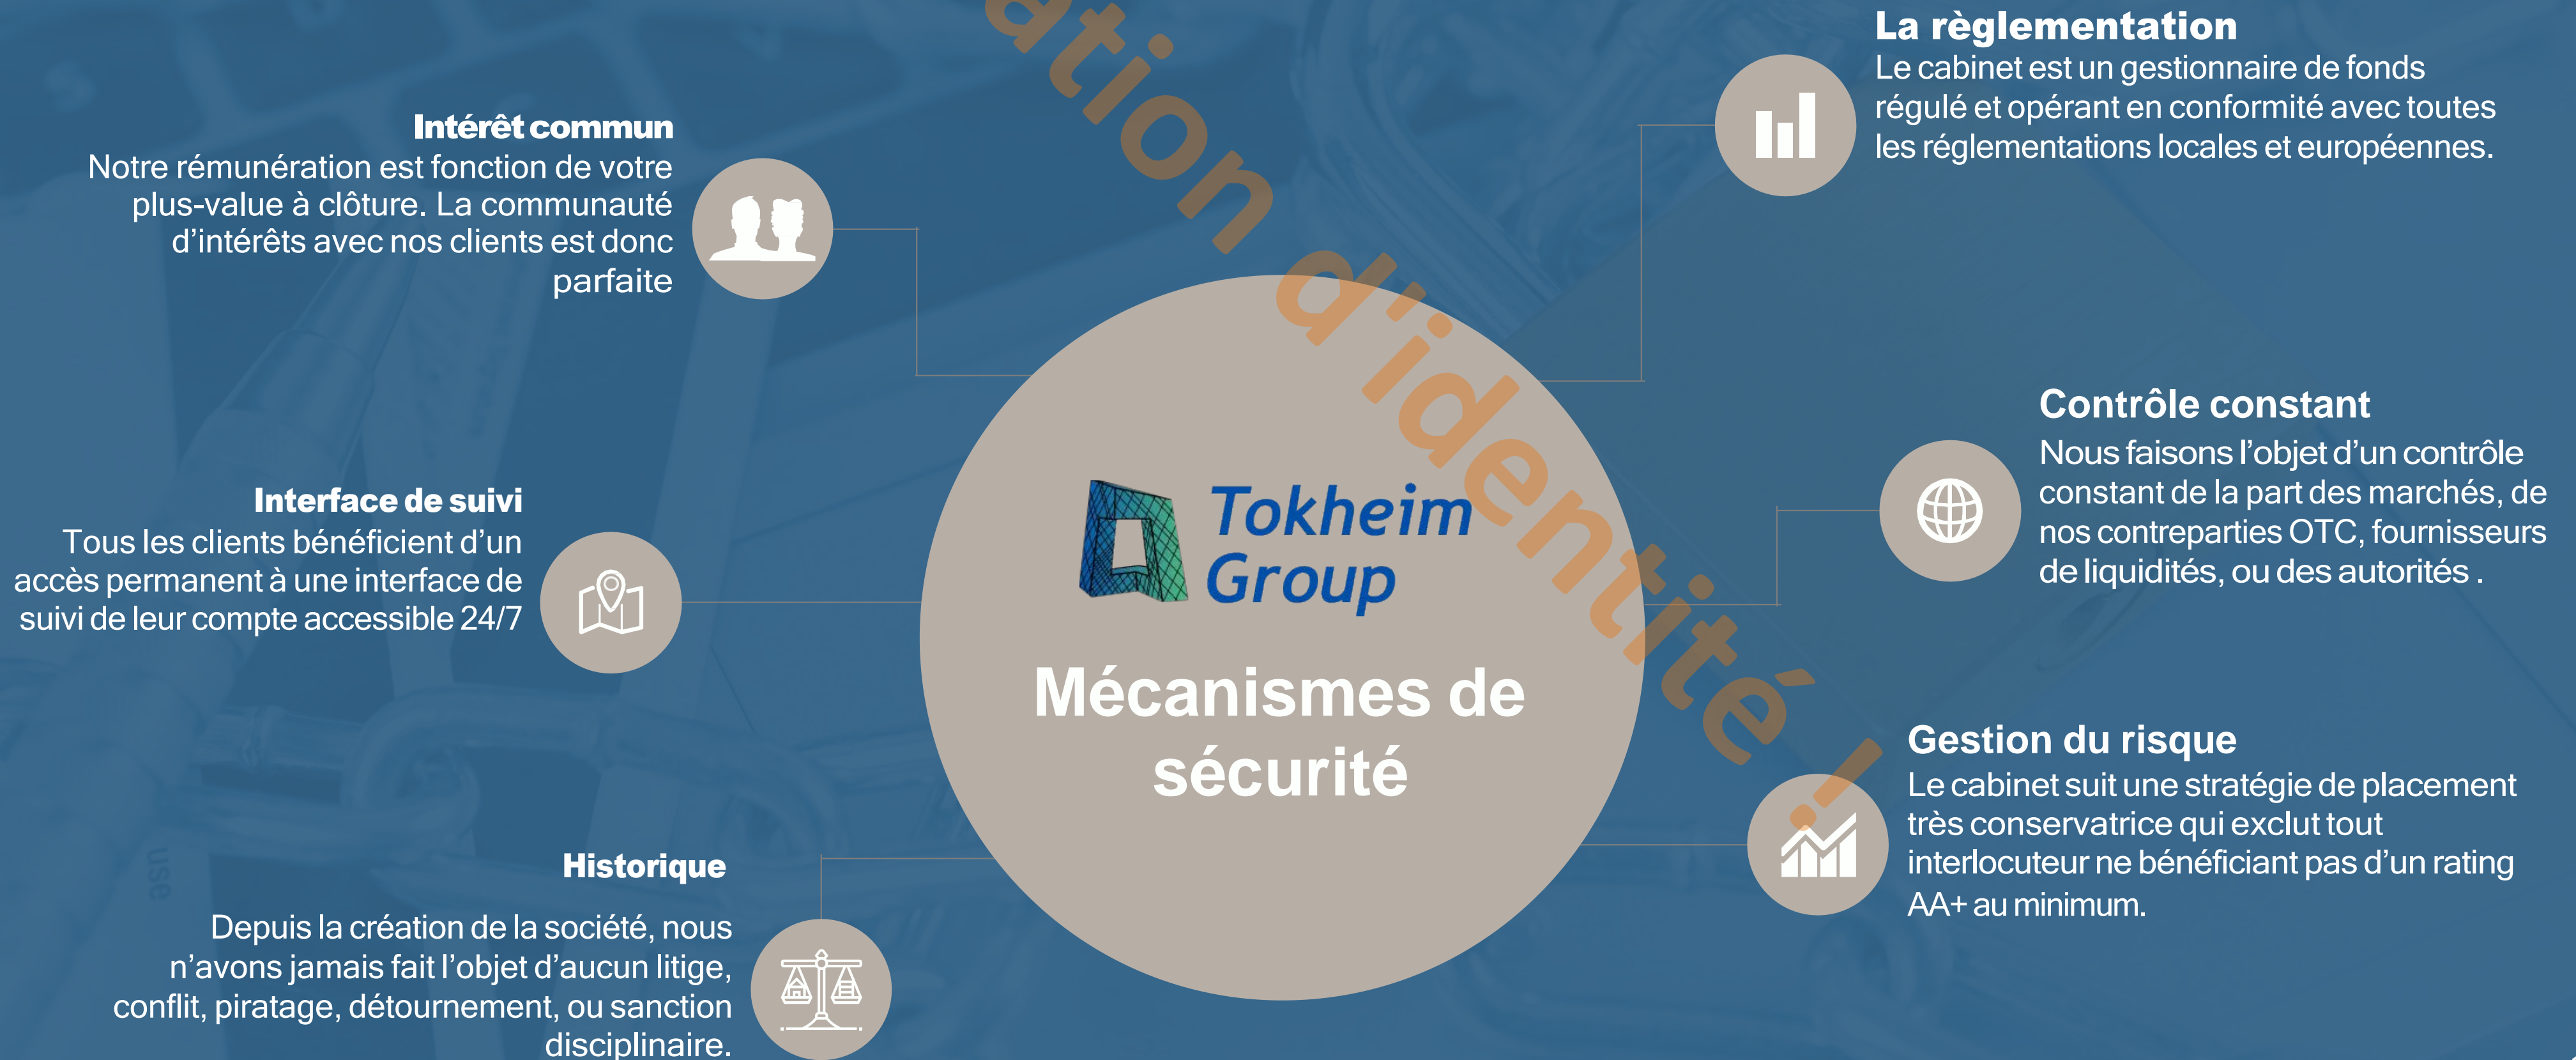 Intérêt commun
Notre rémunération est fonction de votre
plus-value à clôture. La communauté
d’intérêts avec nos clients est donc
parfaite
Interface de suivi
Tous les clients bénéficient d’un
accès permanent à une interface de
suivi de leur compte accessible 24/7
Historique
Depuis la création de la société, nous
n’avons jamais fait l’objet d’aucun litige,
conflit, piratage, détournement, ou sanction
disciplinaire.
Tokheim
Group
Mécanismes de
sécurité
La règlementation
Le cabinet est un gestionnaire de fonds
régulé et opérant en conformité avec toutes
les réglementations locales et européennes.
Contrôle constant
Nous faisons l’objet d’un contrôle
constant de la part des marchés, de
nos contreparties OTC, fournisseurs
de liquidités, ou des autorités .
Gestion du risque
Le cabinet suit une stratégie de placement
très conservatrice qui exclut tout
interlocuteur ne bénéficiant pas d’un rating
AA+ au minimum.
ation d'identité !
use